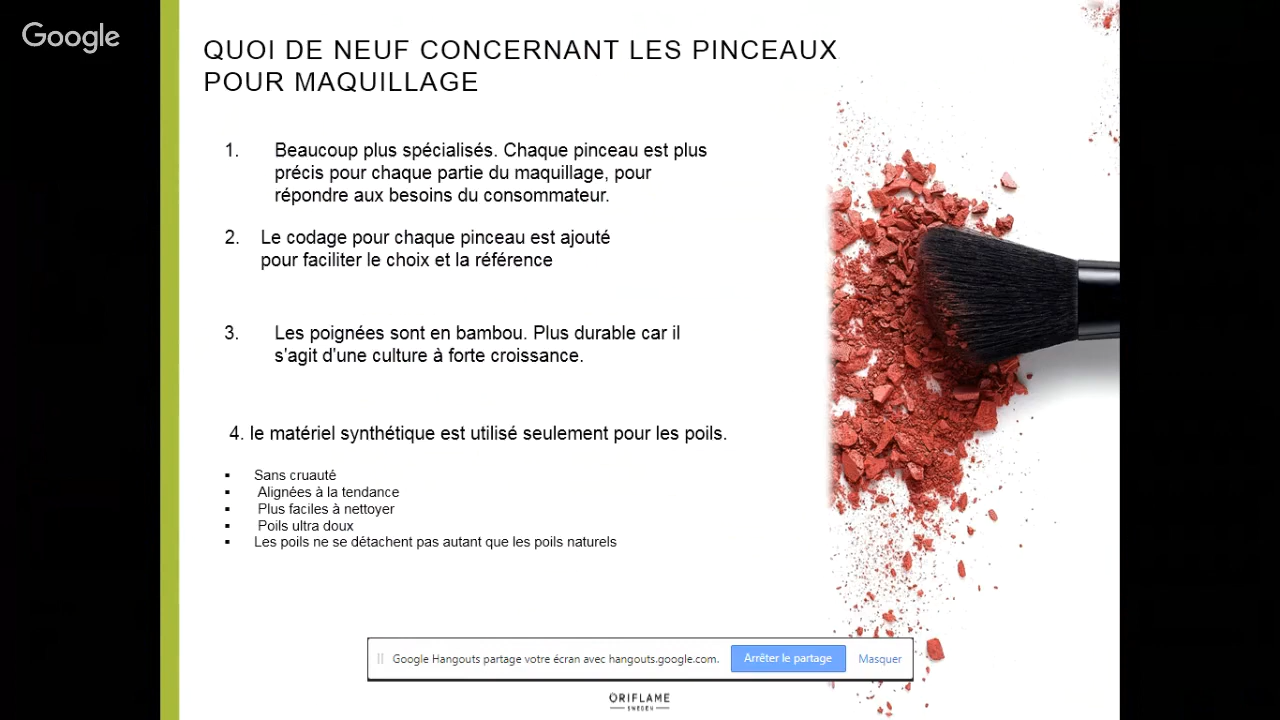 Google
QUOI DE NEUF CONCERNANT LES PINCEAUX
POUR MAQUILLAGE
1. Beaucoup plus spécialisés. Chaque pinceau est plus
précis pour chaque partie du maquillage, pour
répondre aux besoins du consommateur.
2. Le codage pour chaque pinceau est ajouté
pour faciliter le choix et la référence
3. Les poignées sont en bambou. Plus durable car il
s'agit d'une culture à forte croissance.
4. le matériel synthétique est utilisé seulement pour les poils.
▪ Sans cruauté
▪ Alignées à la tendance
▪ Plus faciles à nettoyer
▪ Poils ultra doux
▪ Les poils ne se détachent pas autant que les poils naturels
Google Hangouts partage votre écran avec hangouts.google.com. Arrêter le partage Masquer
ORIFLAME
SWEDEN